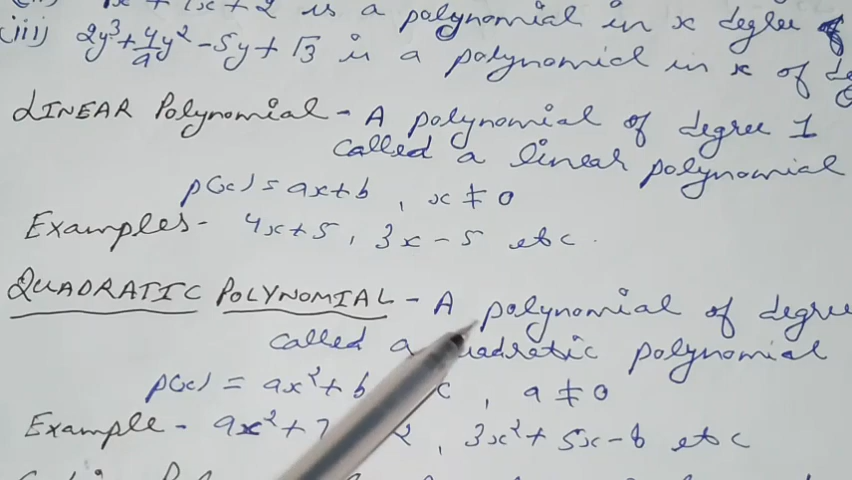 x + 2 is a polynomial in x degree
(iii) 2y³ + 4/a y² - 5y + √3 is a polynomial in x of
LINEAR Polynomial - A polynomial of degree 1
called a linear polynomial
p(x) = ax + b , x ≠ 0
Examples - 4x + 5 , 3x - 5 etc .
QUADRATIC POLYNOMIAL - A polynomial of degree
called a quadratic polynomial
p(x) = ax² + b c , a ≠ 0
Example - 9x² + 7 2 , 3x² + 5x - 6 etc